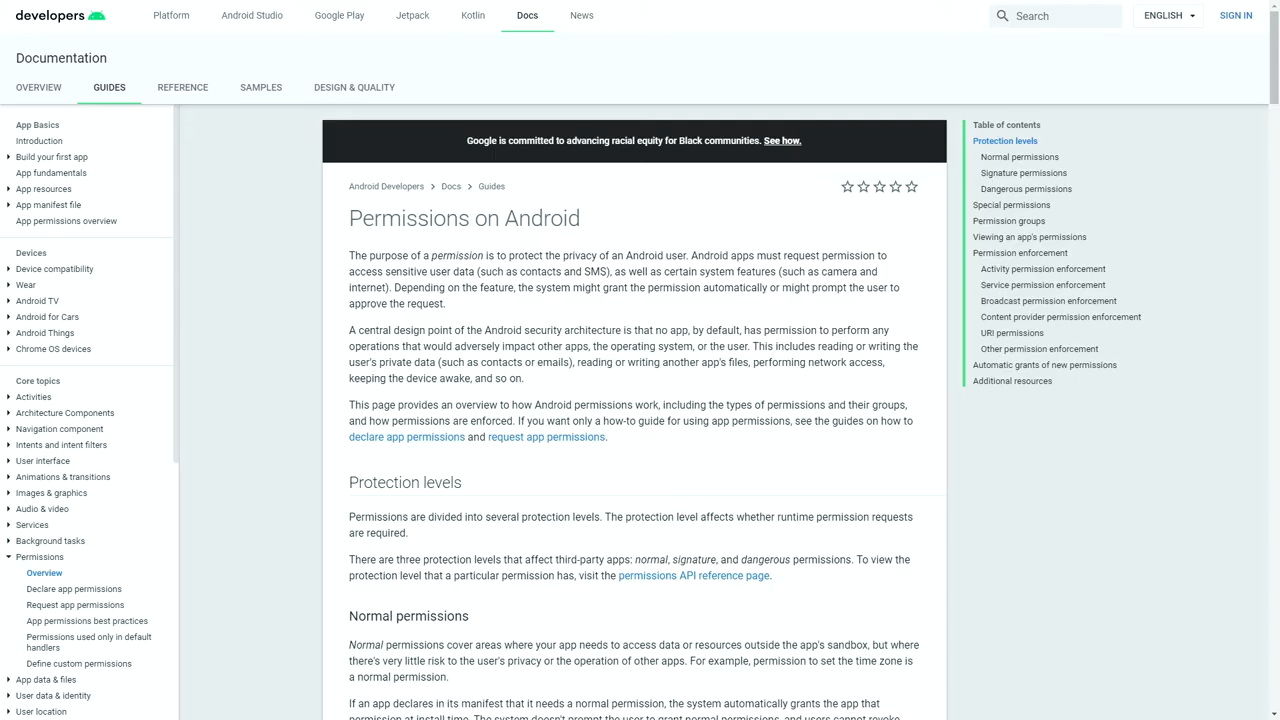 developers
Platform
Android Studio
Google Play
Jetpack
Kotlin
Docs
News
Search
ENGLISH
SIGN IN
Documentation
OVERVIEW
GUIDES
REFERENCE
SAMPLES
DESIGN & QUALITY
App Basics
Introduction
Build your first app
App fundamentals
App resources
App manifest file
App permissions overview
Devices
Device compatibility
Wear
Android TV
Android for Cars
Android Things
Chrome OS devices
Core topics
Activities
Architecture Components
Navigation component
Intents and intent filters
User interface
Animations & transitions
Images & graphics
Audio & video
Services
Background tasks
Permissions
Overview
Declare app permissions
Request app permissions
App permissions best practices
Permissions used only in default
handlers
Define custom permissions
App data & files
User data & identity
User location
Google is committed to advancing racial equity for Black communities. See how.
Android Developers
Docs
Guides
Permissions on Android
The purpose of a permission is to protect the privacy of an Android user. Android apps must request permission to
access sensitive user data (such as contacts and SMS), as well as certain system features (such as camera and
internet). Depending on the feature, the system might grant the permission automatically or might prompt the user to
approve the request.
A central design point of the Android security architecture is that no app, by default, has permission to perform any
operations that would adversely impact other apps, the operating system, or the user. This includes reading or writing the
user's private data (such as contacts or emails), reading or writing another app's files, performing network access,
keeping the device awake, and so on.
This page provides an overview to how Android permissions work, including the types of permissions and their groups,
and how permissions are enforced. If you want only a how-to guide for using app permissions, see the guides on how to
declare app permissions and request app permissions.
Protection levels
Permissions are divided into several protection levels. The protection level affects whether runtime permission requests
are required.
There are three protection levels that affect third-party apps: normal, signature, and dangerous permissions. To view the
protection level that a particular permission has, visit the permissions API reference page.
Normal permissions
Normal permissions cover areas where your app needs to access data or resources outside the app's sandbox, but where
there's very little risk to the user's privacy or the operation of other apps. For example, permission to set the time zone is
a normal permission.
If an app declares in its manifest that it needs a normal permission, the system automatically grants the app that
permission at install time. The system doesn't prompt the user to grant normal permissions, and users cannot revoke
Table of contents
Protection levels
Normal permissions
Signature permissions
Dangerous permissions
Special permissions
Permission groups
Viewing an app's permissions
Permission enforcement
Activity permission enforcement
Service permission enforcement
Broadcast permission enforcement
Content provider permission enforcement
URI permissions
Other permission enforcement
Automatic grants of new permissions
Additional resources